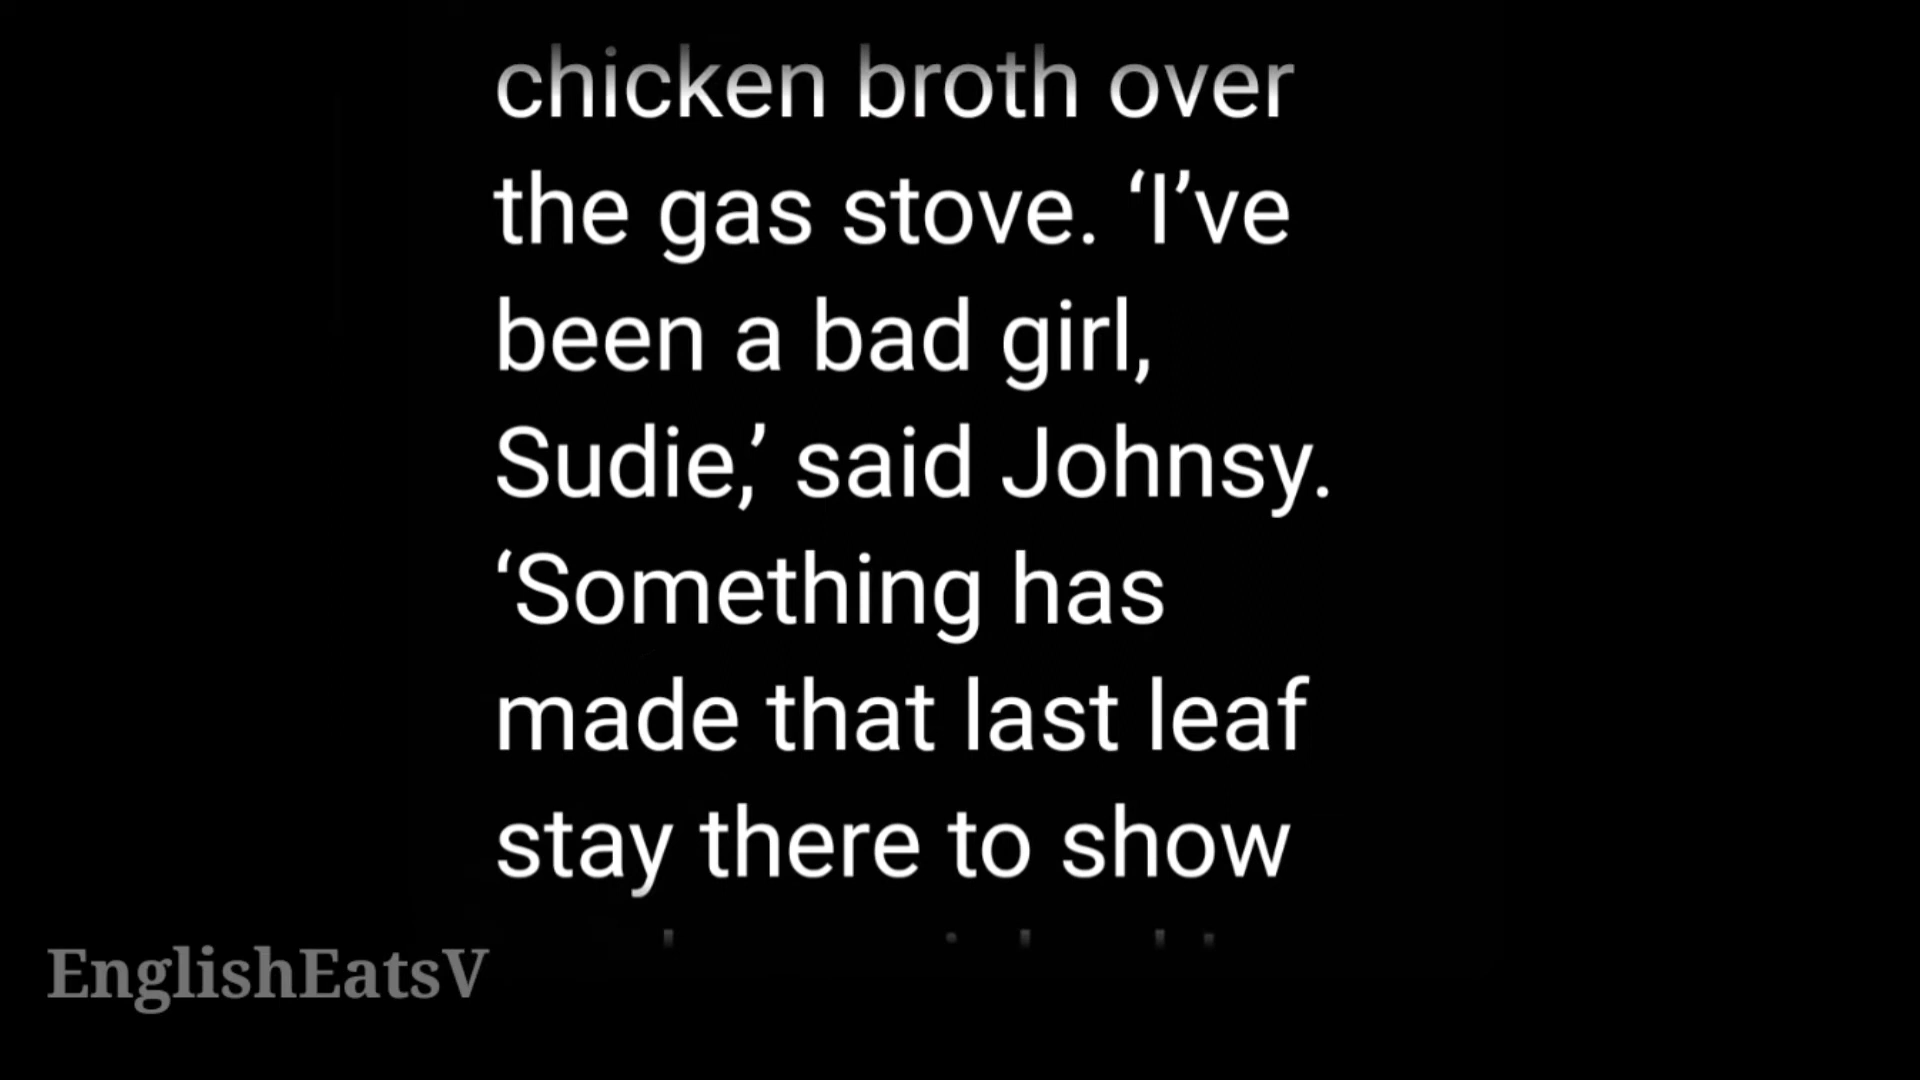 chicken broth over
the gas stove. ‘I’ve
been a bad girl,
Sudie,’ said Johnsy.
‘Something has
made that last leaf
stay there to show
EnglishEatsV